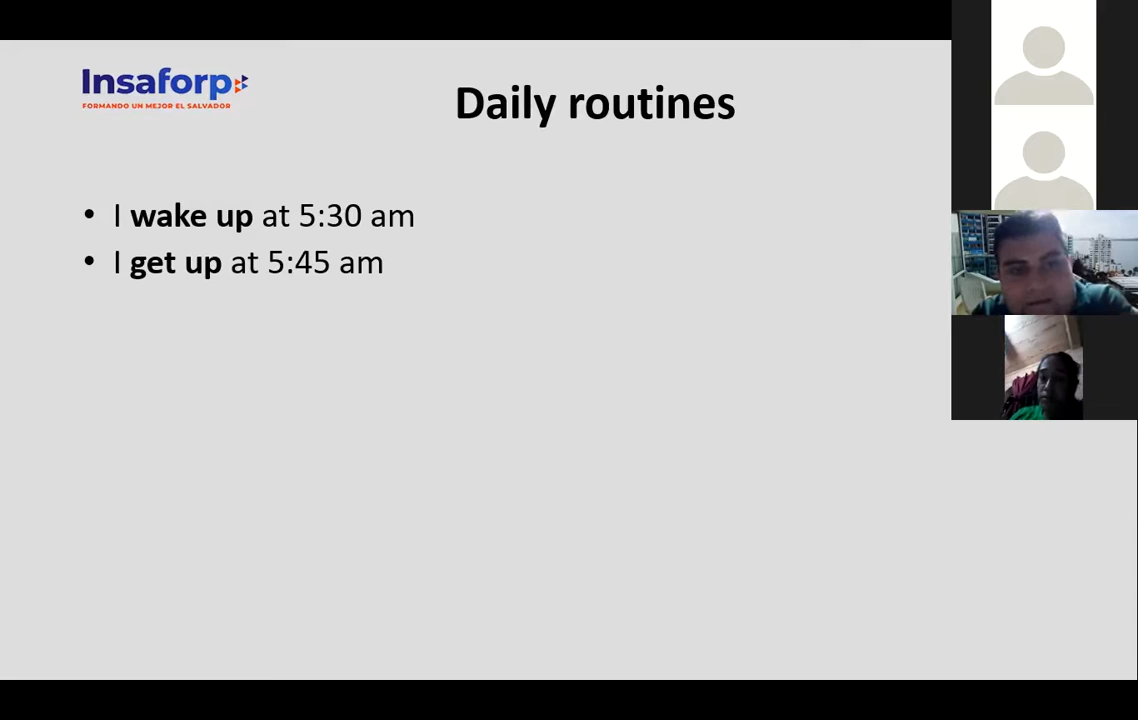 Insaforp
FORMANDO UN MEJOR EL SALVADOR
Daily routines
• I wake up at 5:30 am
• I get up at 5:45 am